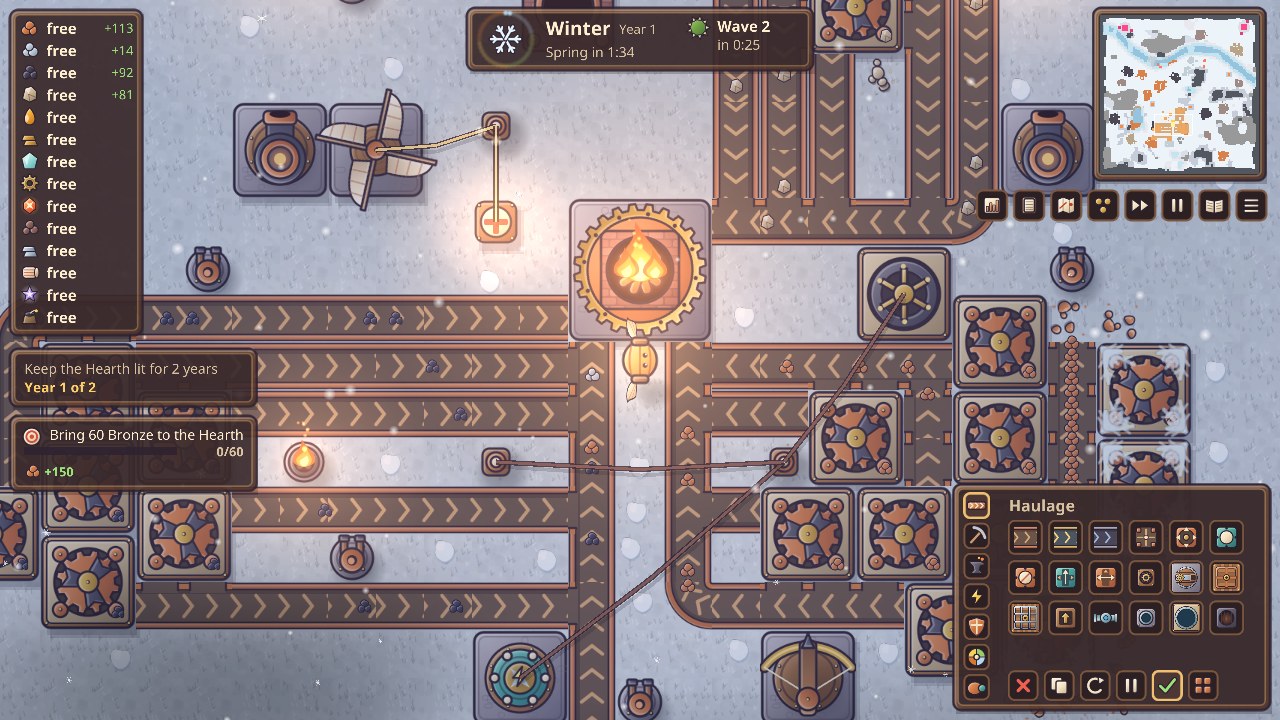 free +113
free +14
free +92
free +81
free
free
free
free
free
free
free
free
free
free
Winter Year 1
Spring in 1:34
Wave 2
in 0:25
Keep the Hearth lit for 2 years
Year 1 of 2
Bring 60 Bronze to the Hearth
0/60
+150
Haulage